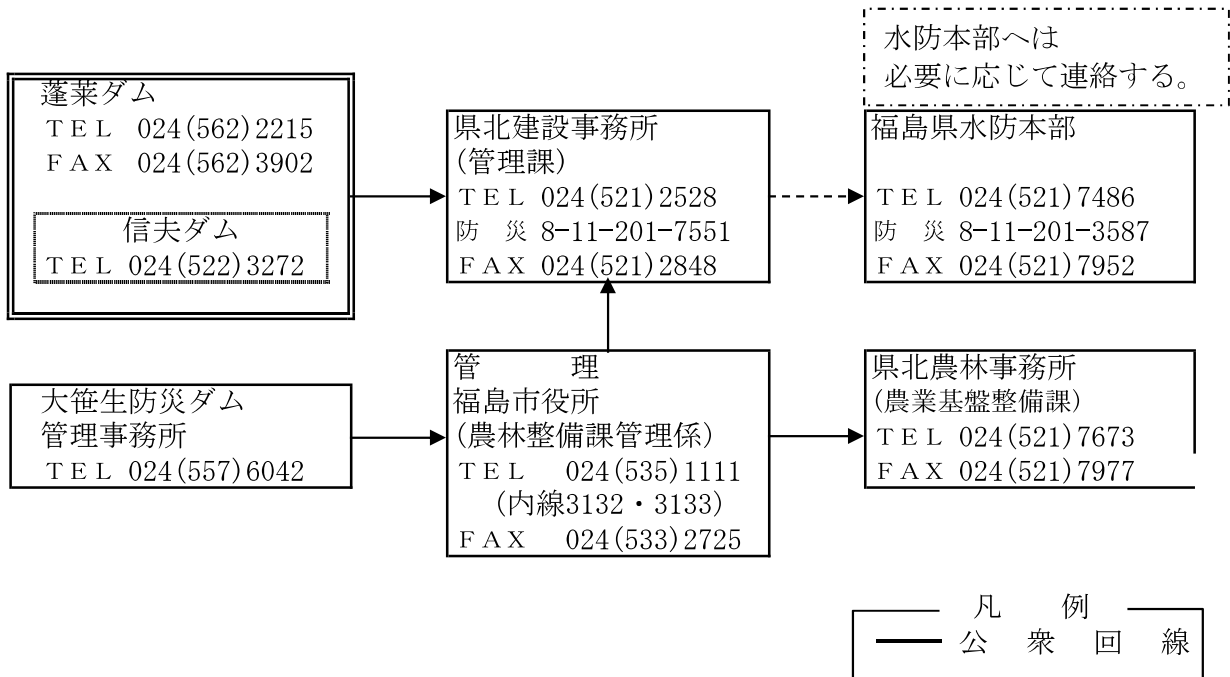 水防本部へは
必要に応じて連絡する。
蓬莱ダム
ＴＥＬ 024(562)2215
ＦＡＸ 024(562)3902
信夫ダム
ＴＥＬ 024(522)3272
県北建設事務所
(管理課)
ＴＥＬ 024(521)2528
防 災 8-11-201-7551
ＦＡＸ 024(521)2848
福島県水防本部
ＴＥＬ 024(521)7486
防 災 8-11-201-3587
ＦＡＸ 024(521)7952
大笹生防災ダム
管理事務所
ＴＥＬ 024(557)6042
管 理
福島市役所
(農林整備課管理係)
ＴＥＬ 024(535)1111
(内線3132・3133)
ＦＡＸ 024(533)2725
県北農林事務所
(農業基盤整備課)
ＴＥＬ 024(521)7673
ＦＡＸ 024(521)7977
凡 例
公 衆 回 線